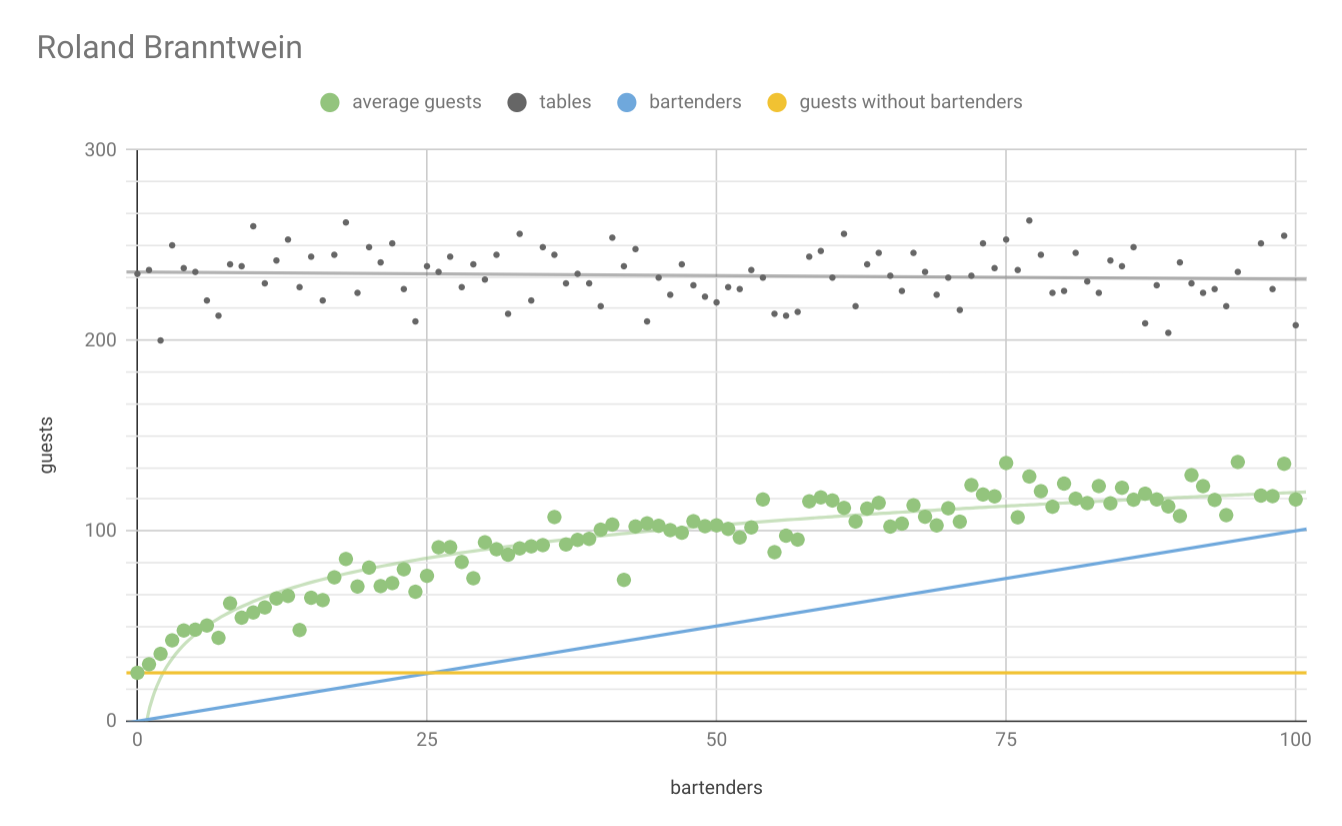 Roland Branntwein
average guests tables bartenders guests without bartenders
300
200
100
0
guests
0 25 50 75 100
bartenders